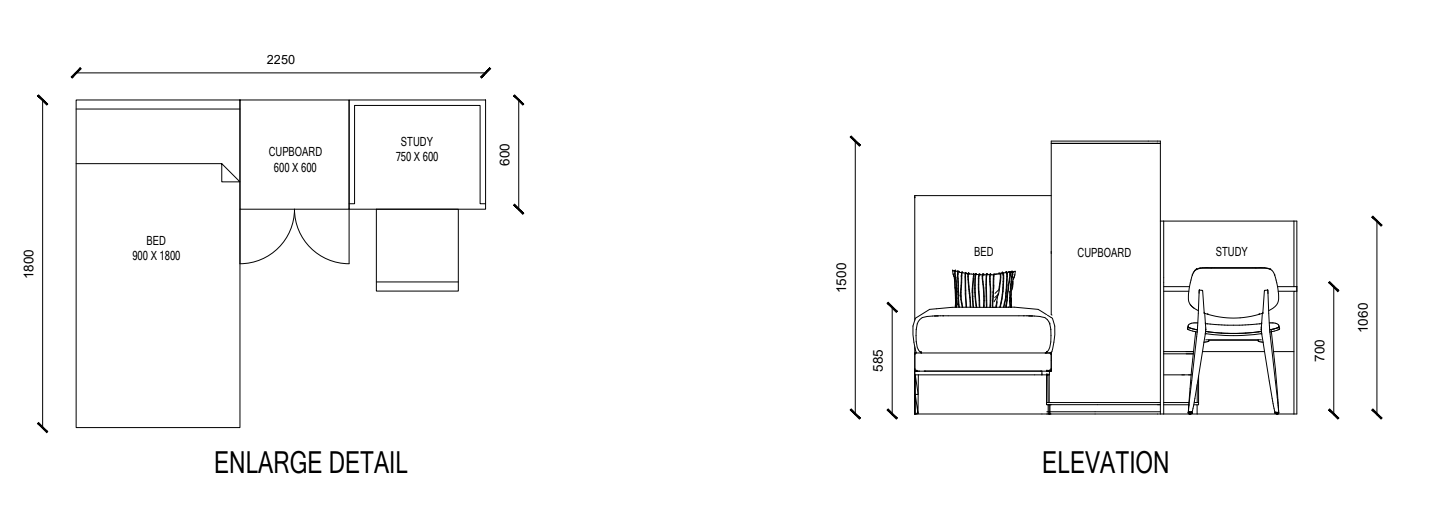 2250
STUDY
750 X 600
CUPBOARD
600 X 600
600
BED
900 X 1800
1800
ENLARGE DETAIL
BED
CUPBOARD
STUDY
1500
585
700
1060
ELEVATION